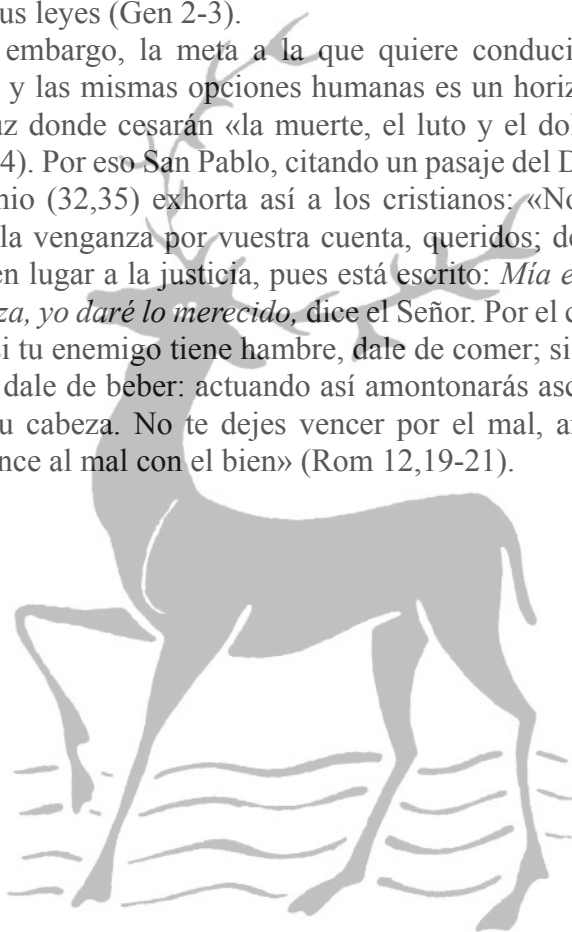 us leyes (Gen 2-3).
embargo, la meta a la que quiere conduci
y las mismas opciones humanas es un horiz
uz donde cesarán «la muerte, el luto y el do
4). Por eso San Pablo, citando un pasaje del D
nio (32,35) exhorta así a los cristianos: «No
la venganza por vuestra cuenta, queridos; de
en lugar a la justicia, pues está escrito: Mía e
za, yo daré lo merecido, dice el Señor. Por el c
si tu enemigo tiene hambre, dale de comer; si
dale de beber: actuando así amontonarás asc
u cabeza. No te dejes vencer por el mal, a
nce al mal con el bien» (Rom 12,19-21).